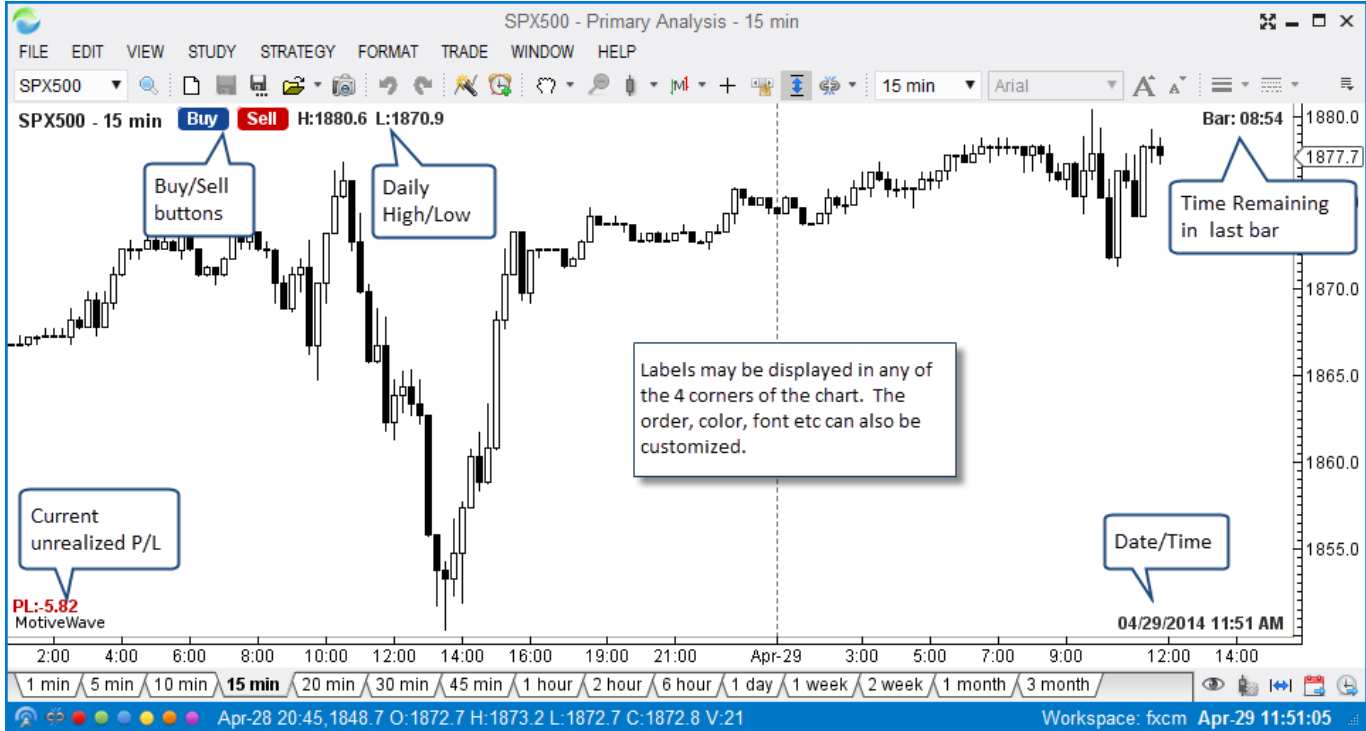 SPX500 - Primary Analysis - 15 min
FILE EDIT VIEW STUDY STRATEGY FORMAT TRADE WINDOW HELP
SPX500 15 min Arial
SPX500 - 15 min Buy Sell H:1880.6 L:1870.9 Bar: 08:54
Buy/Sell
buttons
Daily
High/Low
Time Remaining
in last bar
1880.0
1877.7
1870.0
1865.0
1860.0
1855.0
Labels may be displayed in any of
the 4 corners of the chart. The
order, color, font etc can also be
customized.
Current
unrealized P/L
Date/Time
PL:-5.82
MotiveWave
04/29/2014 11:51 AM
2:00 4:00 6:00 8:00 10:00 12:00 14:00 16:00 19:00 21:00 Apr-29 3:00 5:00 7:00 9:00 12:00 14:00
1 min 5 min 10 min 15 min 20 min 30 min 45 min 1 hour 2 hour 6 hour 1 day 1 week 2 week 1 month 3 month
Apr-28 20:45,1848.7 O:1872.7 H:1873.2 L:1872.7 C:1872.8 V:21 Workspace: fxcm Apr-29 11:51:05